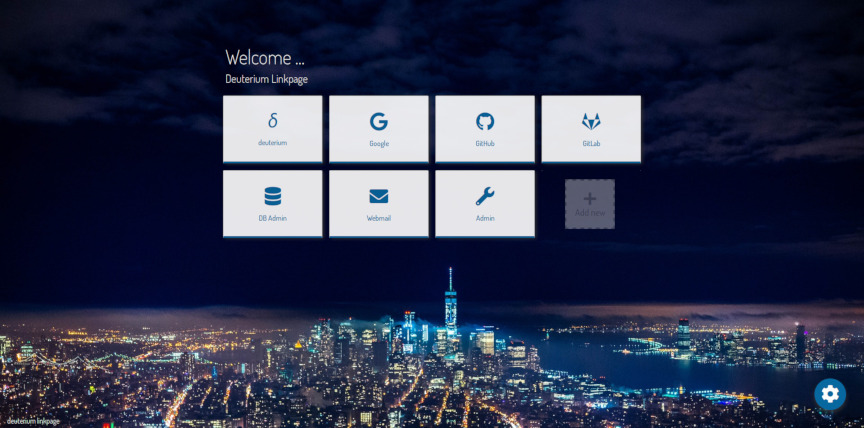 Welcome ...
Deuterium Linkpage
δ
deuterium
Google
GitHub
GitLab
DB Admin
Webmail
Admin
Add new
deuterium linkpage